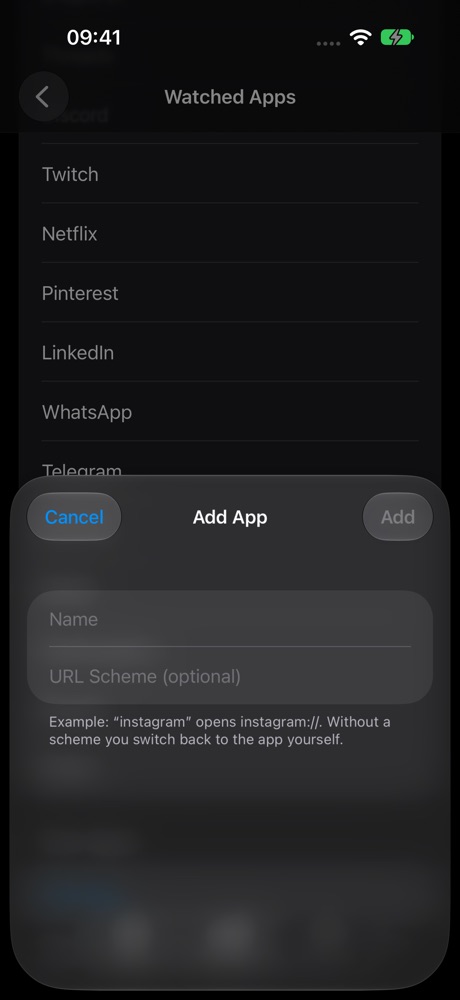 09:41
Watched Apps
Twitch
Netflix
Pinterest
LinkedIn
WhatsApp
Telegram
Cancel
Add App
Add
Name
URL Scheme (optional)
Example: “instagram” opens instagram://. Without a
scheme you switch back to the app yourself.